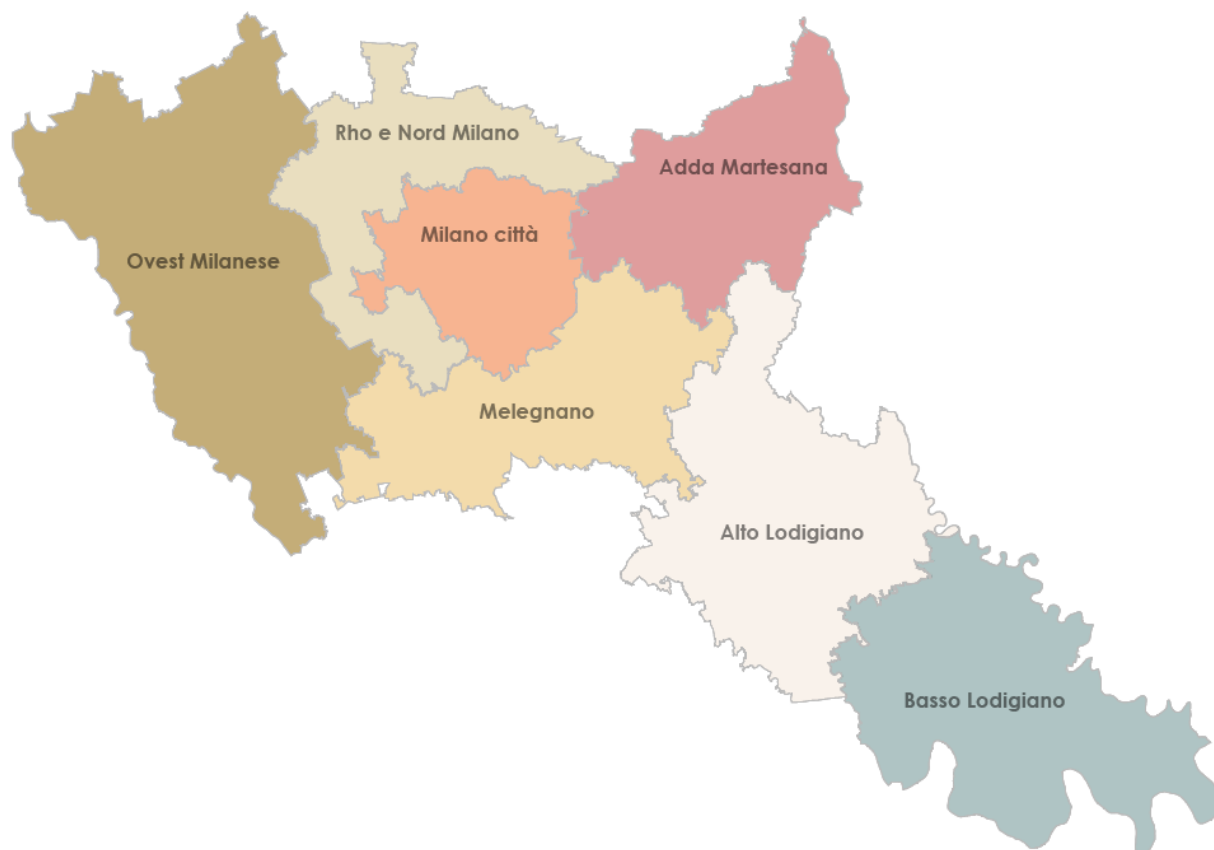 Rho e Nord Milano
Adda Martesana
Milano città
Ovest Milanese
Melegnano
Alto Lodigiano
Basso Lodigiano